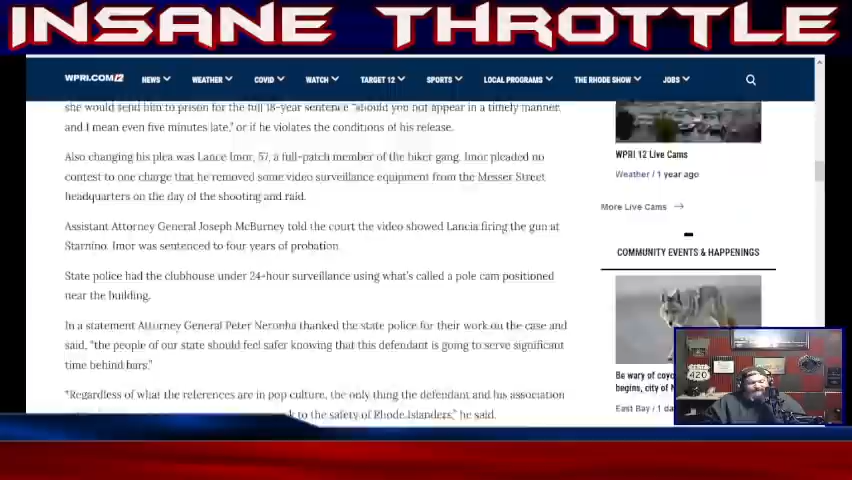 INSANE THROTTLE
WPRI.COM 12 NEWS WEATHER COVID WATCH TARGET 12 SPORTS LOCAL PROGRAMS THE RHODE SHOW JOBS
she would send him to prison for the full 18-year sentence "should you not appear in a timely manner,
and I mean even five minutes late," or if he violates the conditions of his release.
Also changing his plea was Lance Imor, 57, a full-patch member of the biker gang. Imor pleaded no
contest to one charge that he removed some video surveillance equipment from the Messer Street
headquarters on the day of the shooting and raid.
Assistant Attorney General Joseph McBurney told the court the video showed Lancia firing the gun at
Starnino. Imor was sentenced to four years of probation
State police had the clubhouse under 24-hour surveillance using what's called a pole cam positioned
near the building.
In a statement Attorney General Peter Neronha thanked the state police for their work on the case and
said, "the people of our state should feel safer knowing that this defendant is going to serve significant
time behind bars."
"Regardless of what the references are in pop culture, the only thing the defendant and his association
to the safety of Rhode Islanders," he said.
WPRI 12 Live Cams
Weather / 1 year ago
More Live Cams →
COMMUNITY EVENTS & HAPPENINGS
Be wary of
begins, city of
East Bay / 1
420